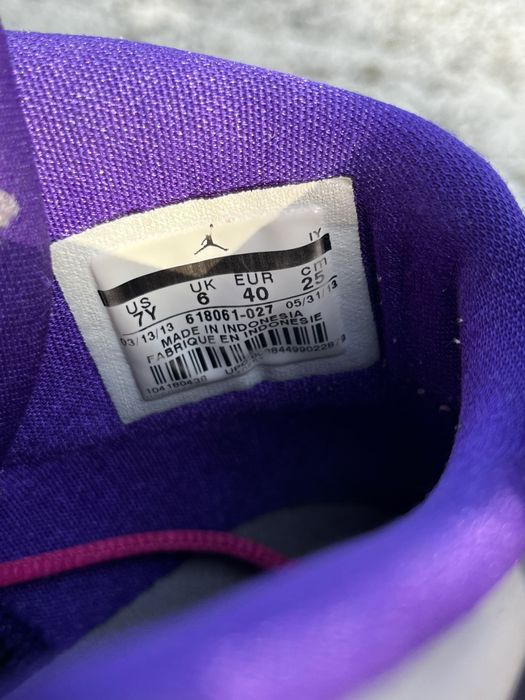 IY
US UK EUR cm
7Y 6 40 25
03/13/13 618061-027 05/31/13
MADE IN INDONESIA
FABRIQUE EN INDONESIE
104180438